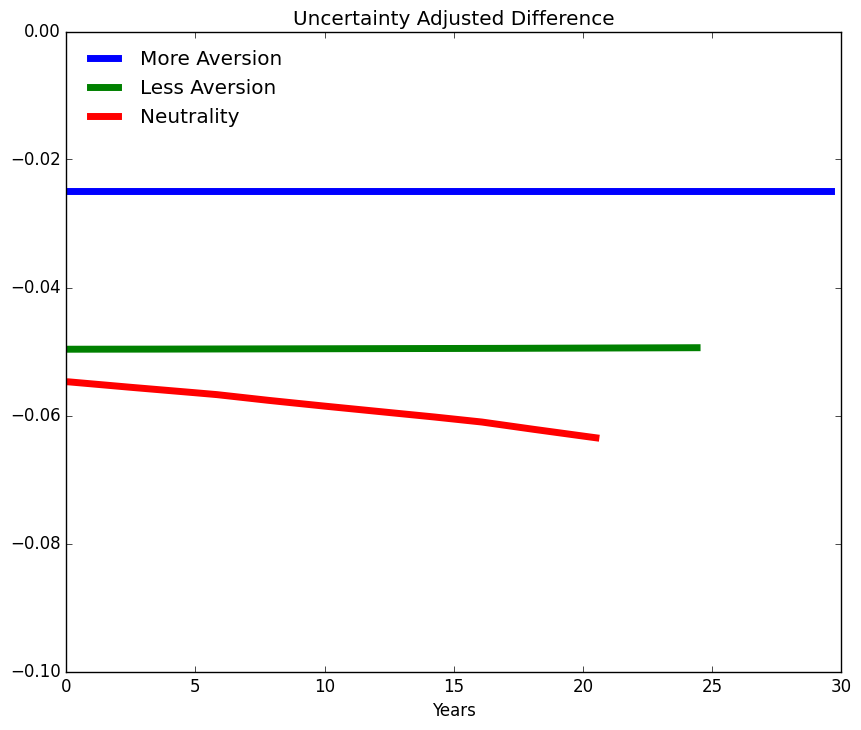 Uncertainty Adjusted Difference
0.00
More Aversion
Less Aversion
Neutrality
−0.02
−0.04
−0.06
−0.08
−0.10
0 5 10 15 20 25 30
Years